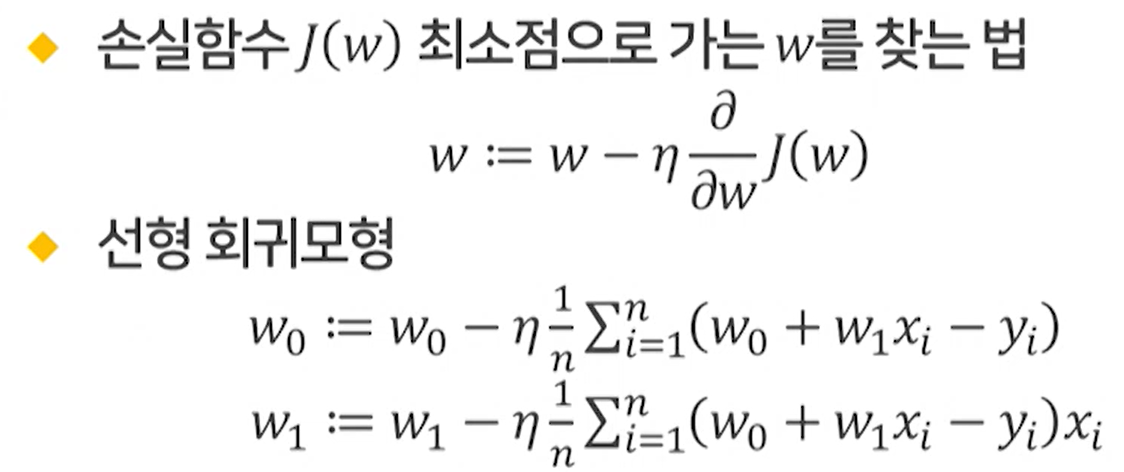 ◆ 손실함수 J(w) 최소점으로 가는 w를 찾는 법
w := w − η ∂/∂w J(w)
◆ 선형 회귀모형
w₀ := w₀ − η 1/n ∑ⁿᵢ₌₁(w₀ + w₁xᵢ − yᵢ)
w₁ := w₁ − η 1/n ∑ⁿᵢ₌₁(w₀ + w₁xᵢ − yᵢ)xᵢ